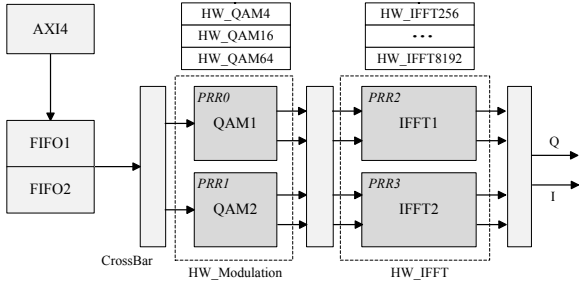 HW_QAM4
HW_QAM16
HW_QAM64
HW_IFFT256
...
HW_IFFT8192
AXI4
FIFO1
FIFO2
CrossBar
PRR0
QAM1
PRR1
QAM2
HW_Modulation
PRR2
IFFT1
PRR3
IFFT2
HW_IFFT
Q
I